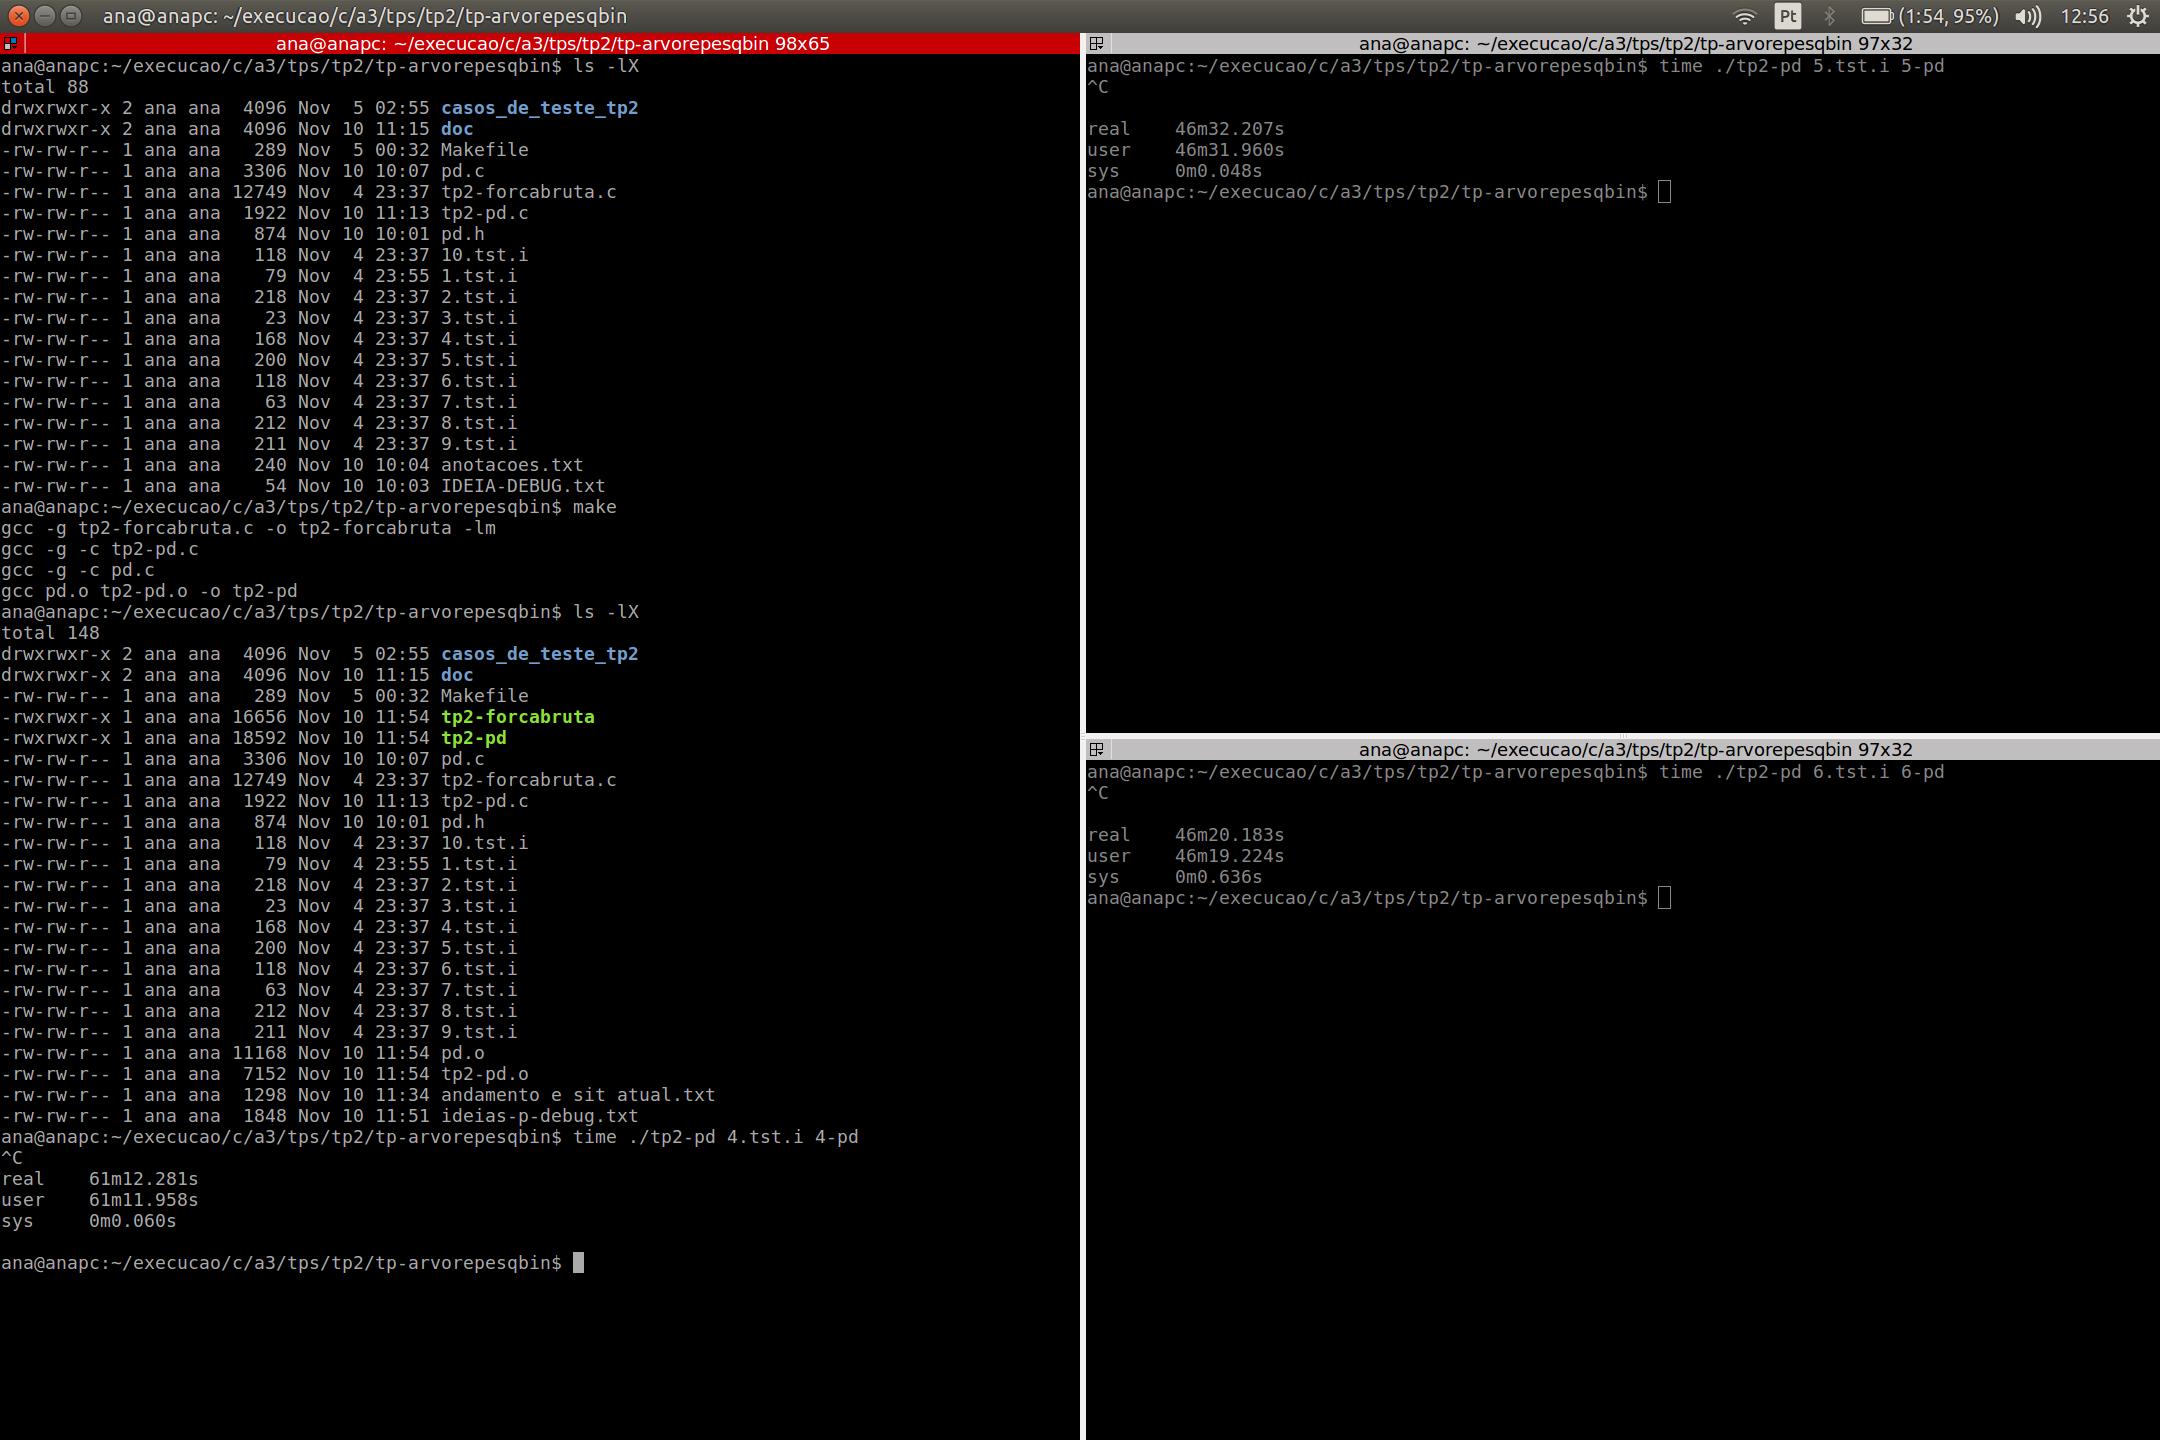 ana@anapc: ~/execucao/c/a3/tps/tp2/tp-arvorepesqbin
Pt
(1:54, 95%)
12:56
ana@anapc: ~/execucao/c/a3/tps/tp2/tp-arvorepesqbin 98x65
ana@anapc:~/execucao/c/a3/tps/tp2/tp-arvorepesqbin$ ls -lX
total 88
drwxrwxr-x 2 ana ana  4096 Nov  5 02:55 casos_de_teste_tp2
drwxrwxr-x 2 ana ana  4096 Nov 10 11:15 doc
-rw-rw-r-- 1 ana ana   289 Nov  5 00:32 Makefile
-rw-rw-r-- 1 ana ana  3306 Nov 10 10:07 pd.c
-rw-rw-r-- 1 ana ana 12749 Nov  4 23:37 tp2-forcabruta.c
-rw-rw-r-- 1 ana ana  1922 Nov 10 11:13 tp2-pd.c
-rw-rw-r-- 1 ana ana   874 Nov 10 10:01 pd.h
-rw-rw-r-- 1 ana ana   118 Nov  4 23:37 10.tst.i
-rw-rw-r-- 1 ana ana    79 Nov  4 23:55 1.tst.i
-rw-rw-r-- 1 ana ana   218 Nov  4 23:37 2.tst.i
-rw-rw-r-- 1 ana ana    23 Nov  4 23:37 3.tst.i
-rw-rw-r-- 1 ana ana   168 Nov  4 23:37 4.tst.i
-rw-rw-r-- 1 ana ana   200 Nov  4 23:37 5.tst.i
-rw-rw-r-- 1 ana ana   118 Nov  4 23:37 6.tst.i
-rw-rw-r-- 1 ana ana    63 Nov  4 23:37 7.tst.i
-rw-rw-r-- 1 ana ana   212 Nov  4 23:37 8.tst.i
-rw-rw-r-- 1 ana ana   211 Nov  4 23:37 9.tst.i
-rw-rw-r-- 1 ana ana   240 Nov 10 10:04 anotacoes.txt
-rw-rw-r-- 1 ana ana    54 Nov 10 10:03 IDEIA-DEBUG.txt
ana@anapc:~/execucao/c/a3/tps/tp2/tp-arvorepesqbin$ make
gcc -g tp2-forcabruta.c -o tp2-forcabruta -lm
gcc -g -c tp2-pd.c
gcc -g -c pd.c
gcc pd.o tp2-pd.o -o tp2-pd
ana@anapc:~/execucao/c/a3/tps/tp2/tp-arvorepesqbin$ ls -lX
total 148
drwxrwxr-x 2 ana ana  4096 Nov  5 02:55 casos_de_teste_tp2
drwxrwxr-x 2 ana ana  4096 Nov 10 11:15 doc
-rw-rw-r-- 1 ana ana   289 Nov  5 00:32 Makefile
-rwxrwxr-x 1 ana ana 16656 Nov 10 11:54 tp2-forcabruta
-rwxrwxr-x 1 ana ana 18592 Nov 10 11:54 tp2-pd
-rw-rw-r-- 1 ana ana  3306 Nov 10 10:07 pd.c
-rw-rw-r-- 1 ana ana 12749 Nov  4 23:37 tp2-forcabruta.c
-rw-rw-r-- 1 ana ana  1922 Nov 10 11:13 tp2-pd.c
-rw-rw-r-- 1 ana ana   874 Nov 10 10:01 pd.h
-rw-rw-r-- 1 ana ana   118 Nov  4 23:37 10.tst.i
-rw-rw-r-- 1 ana ana    79 Nov  4 23:55 1.tst.i
-rw-rw-r-- 1 ana ana   218 Nov  4 23:37 2.tst.i
-rw-rw-r-- 1 ana ana    23 Nov  4 23:37 3.tst.i
-rw-rw-r-- 1 ana ana   168 Nov  4 23:37 4.tst.i
-rw-rw-r-- 1 ana ana   200 Nov  4 23:37 5.tst.i
-rw-rw-r-- 1 ana ana   118 Nov  4 23:37 6.tst.i
-rw-rw-r-- 1 ana ana    63 Nov  4 23:37 7.tst.i
-rw-rw-r-- 1 ana ana   212 Nov  4 23:37 8.tst.i
-rw-rw-r-- 1 ana ana   211 Nov  4 23:37 9.tst.i
-rw-rw-r-- 1 ana ana 11168 Nov 10 11:54 pd.o
-rw-rw-r-- 1 ana ana  7152 Nov 10 11:54 tp2-pd.o
-rw-rw-r-- 1 ana ana  1298 Nov 10 11:34 andamento e sit atual.txt
-rw-rw-r-- 1 ana ana  1848 Nov 10 11:51 ideias-p-debug.txt
ana@anapc:~/execucao/c/a3/tps/tp2/tp-arvorepesqbin$ time ./tp2-pd 4.tst.i 4-pd
^C
real    61m12.281s
user    61m11.958s
sys     0m0.060s
ana@anapc:~/execucao/c/a3/tps/tp2/tp-arvorepesqbin$
ana@anapc: ~/execucao/c/a3/tps/tp2/tp-arvorepesqbin 97x32
ana@anapc:~/execucao/c/a3/tps/tp2/tp-arvorepesqbin$ time ./tp2-pd 5.tst.i 5-pd
^C
real    46m32.207s
user    46m31.960s
sys     0m0.048s
ana@anapc:~/execucao/c/a3/tps/tp2/tp-arvorepesqbin$
ana@anapc: ~/execucao/c/a3/tps/tp2/tp-arvorepesqbin 97x32
ana@anapc:~/execucao/c/a3/tps/tp2/tp-arvorepesqbin$ time ./tp2-pd 6.tst.i 6-pd
^C
real    46m20.183s
user    46m19.224s
sys     0m0.636s
ana@anapc:~/execucao/c/a3/tps/tp2/tp-arvorepesqbin$